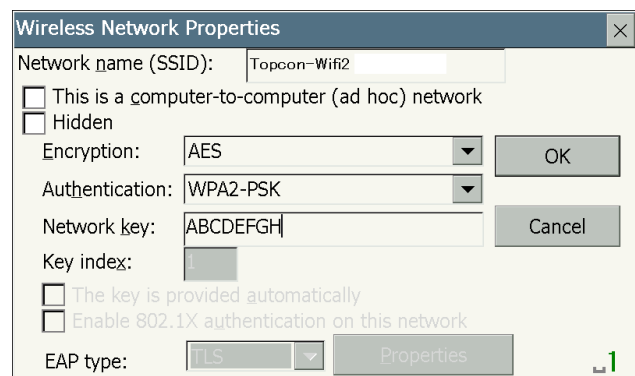 Wireless Network Properties
Network name (SSID): Topcon-Wifi2
This is a computer-to-computer (ad hoc) network
Hidden
Encryption: AES OK
Authentication: WPA2-PSK
Network key: ABCDEFGH Cancel
Key index: 1
The key is provided automatically
Enable 802.1X authentication on this network
EAP type: TLS Properties
1